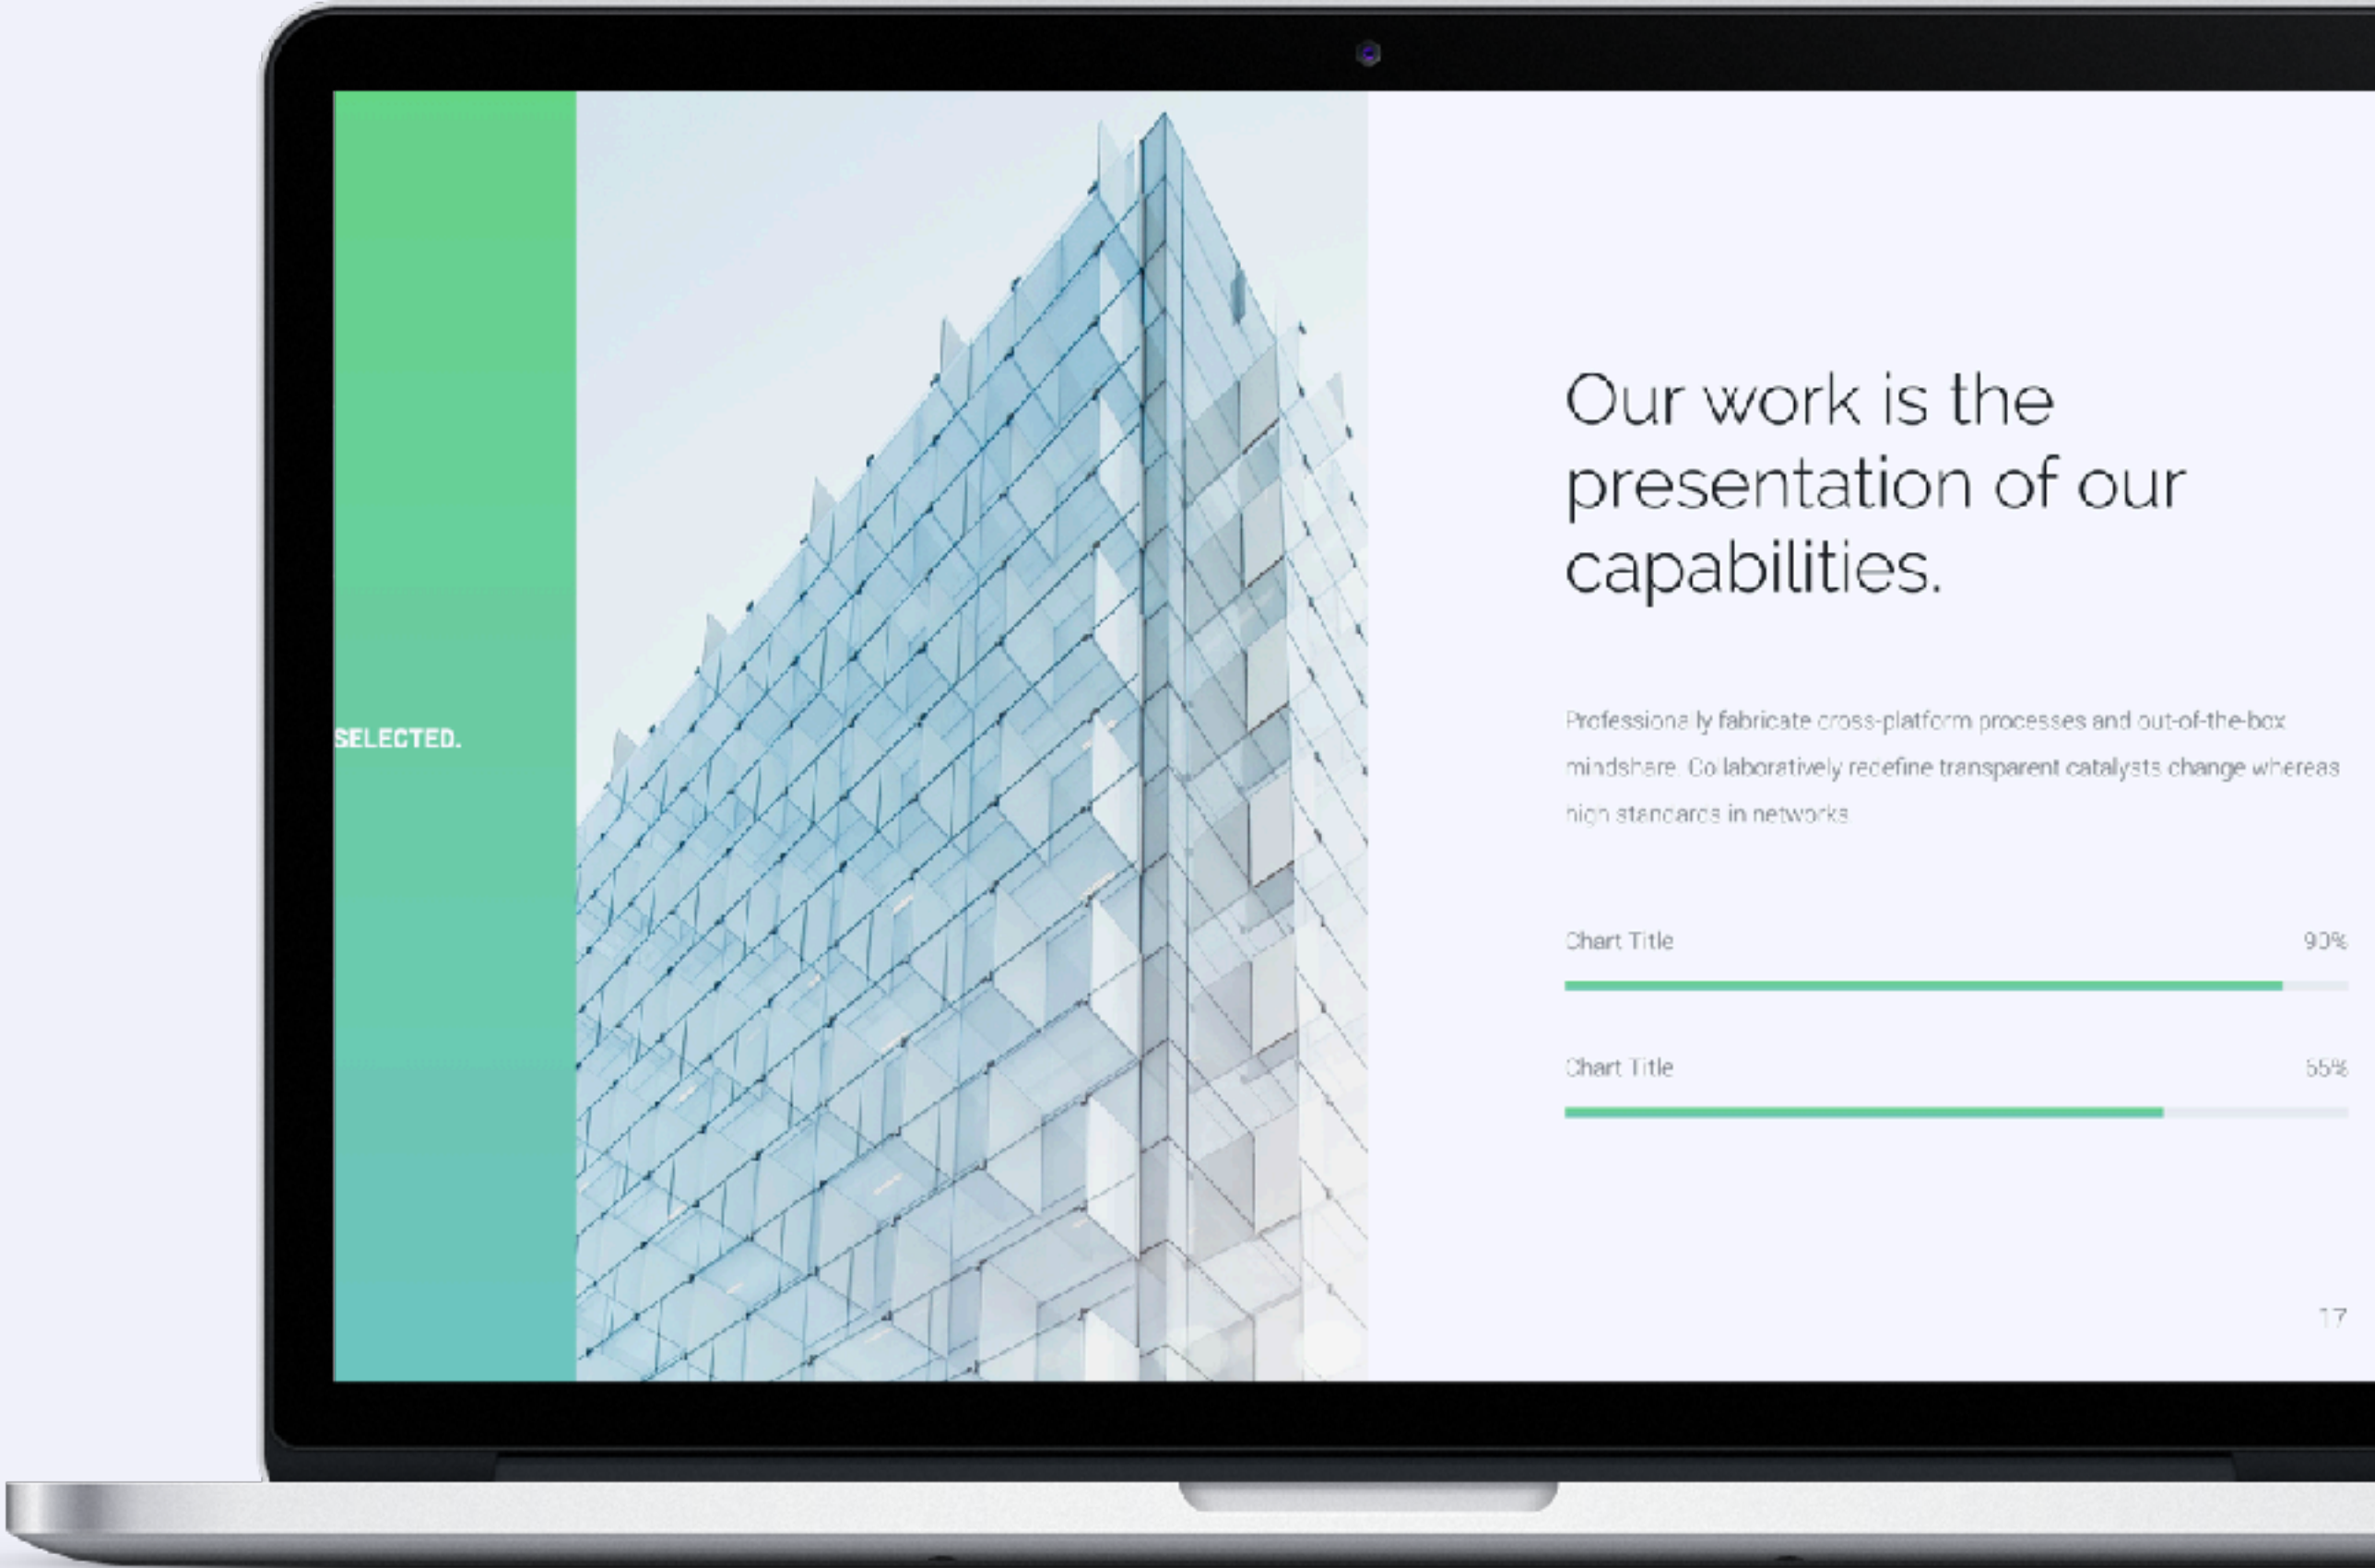 SELECTED.
Our work is the
presentation of our
capabilities.
Professionally fabricate cross-platform processes and out-of-the-box
mindshare. Collaboratively redefine transparent catalysts change whereas
high standards in networks.
Chart Title
90%
Chart Title
65%
17